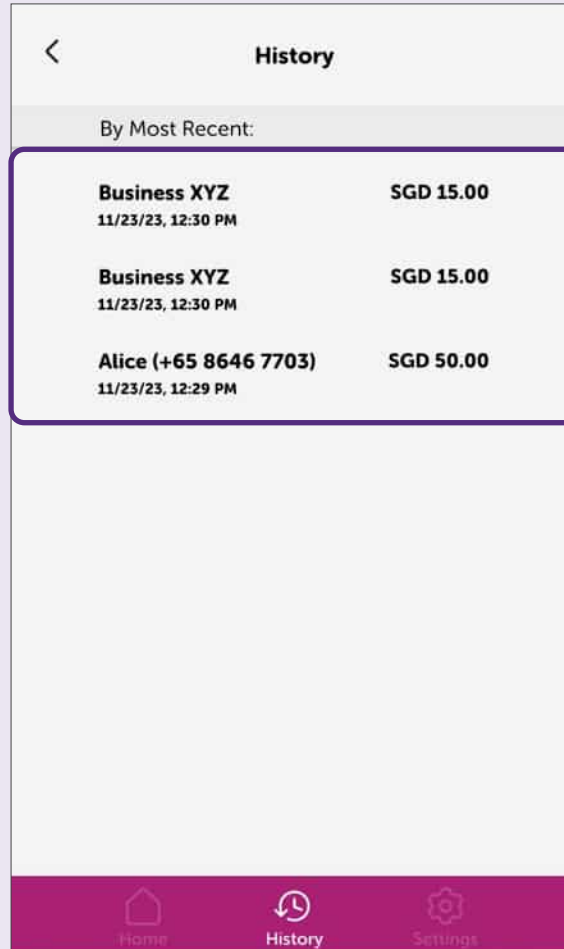 History
By Most Recent:
Business XYZ SGD 15.00
11/23/23, 12:30 PM
Business XYZ SGD 15.00
11/23/23, 12:30 PM
Alice (+65 8646 7703) SGD 50.00
11/23/23, 12:29 PM
Home History Settings